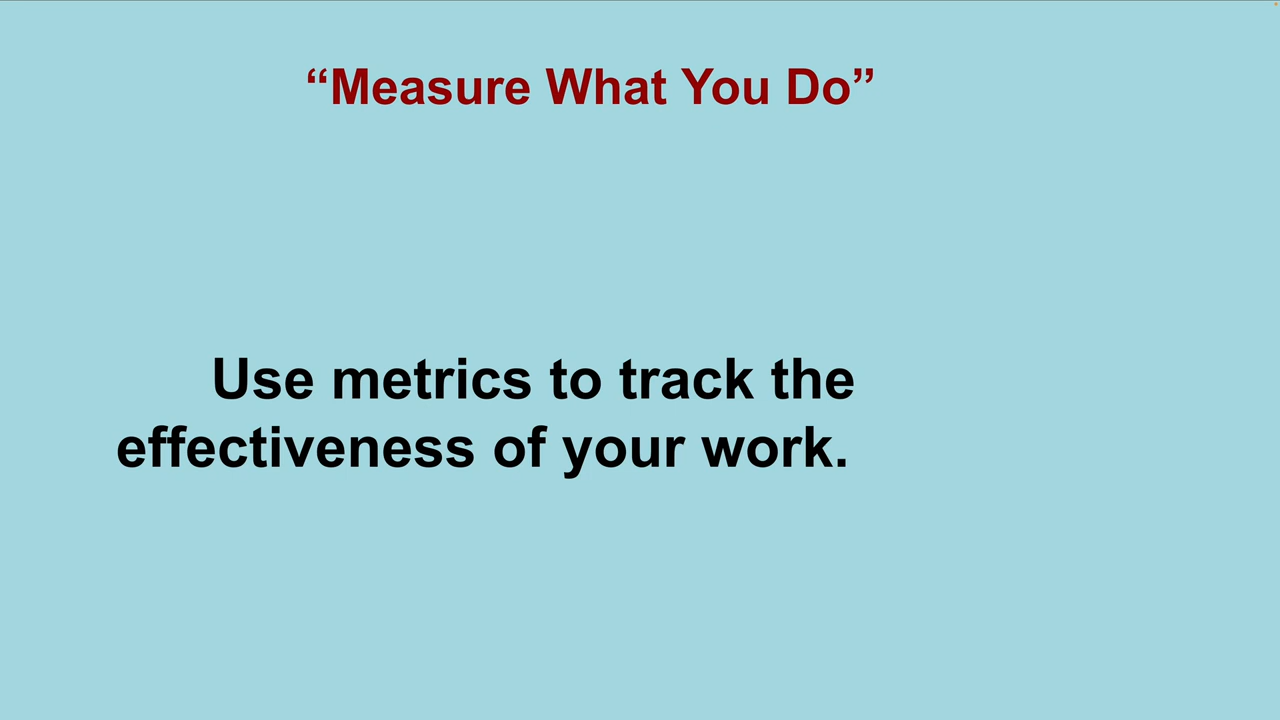 “Measure What You Do”
Use metrics to track the
effectiveness of your work.